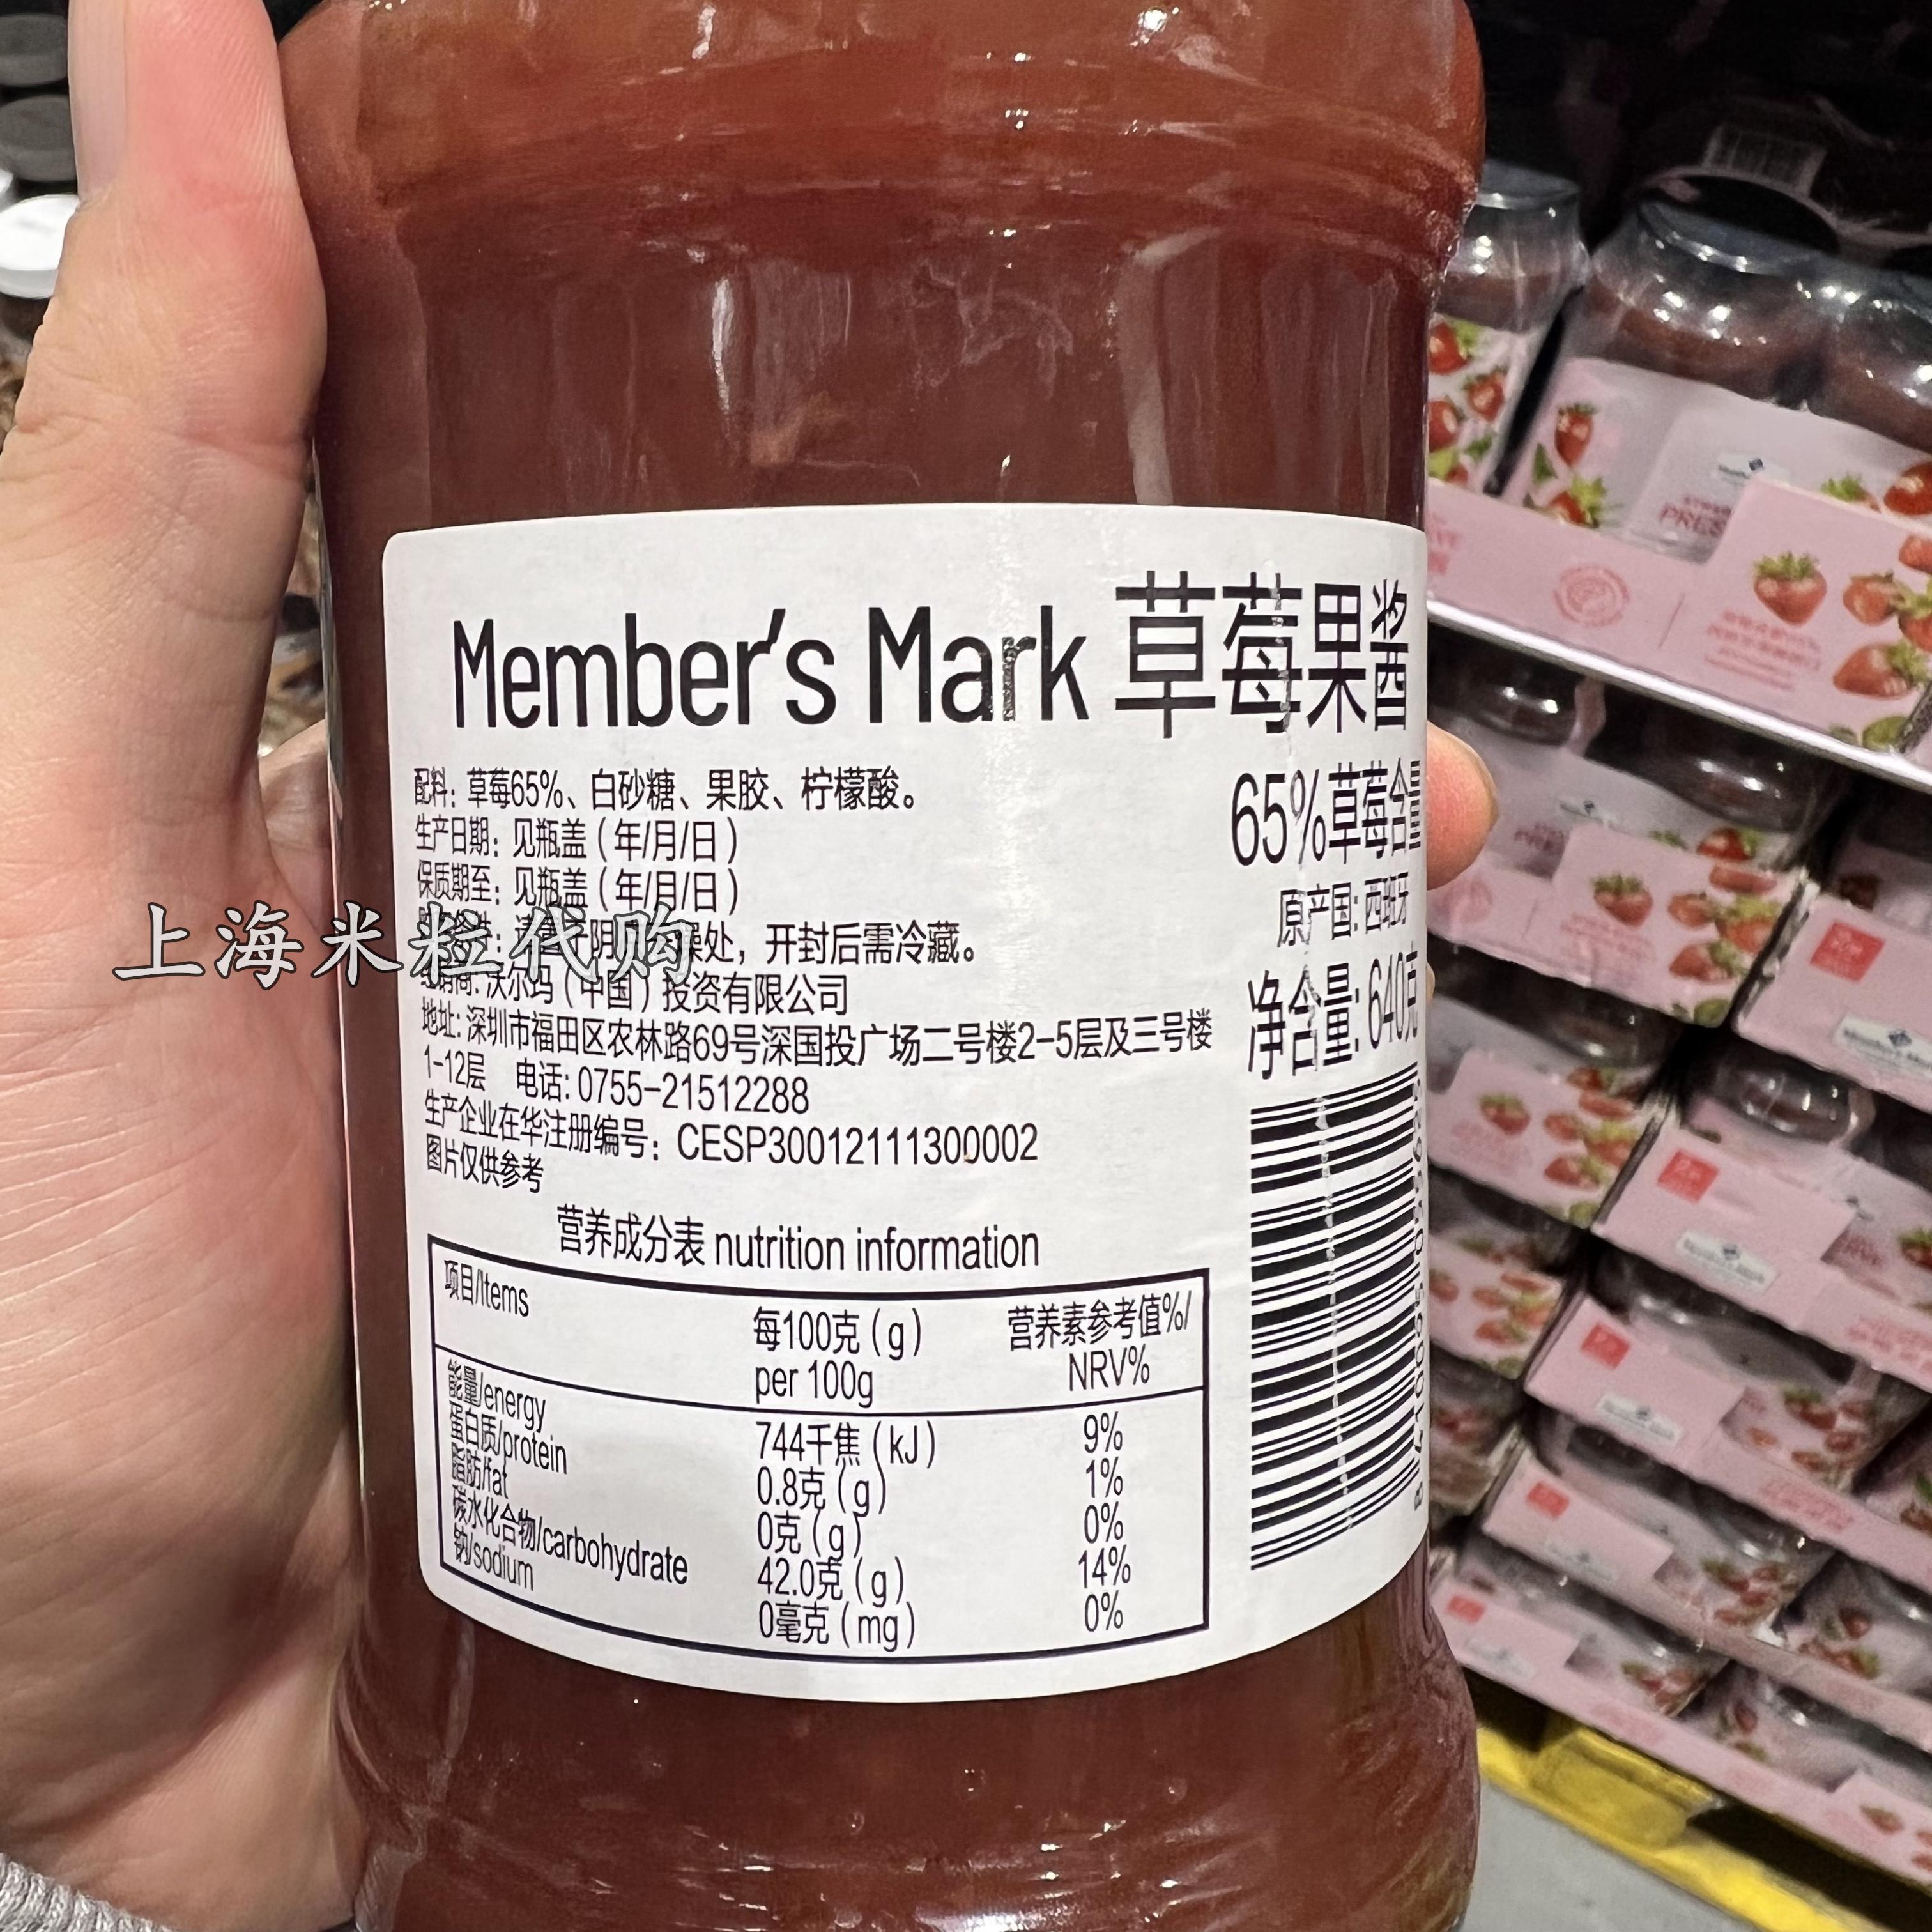 Member's Mark 草莓果酱
配料: 草莓65%、白砂糖、果胶、柠檬酸。
生产日期: 见瓶盖（年/月/日）
保质期至: 见瓶盖（年/月/日）
阴 处，开封后需冷藏。
上海米粒代购
沃尔玛（中国）投资有限公司
地址: 深圳市福田区农林路69号深国投广场二号楼2-5层及三号楼
1-12层 电话: 0755-21512288
生产企业在华注册编号: CESP30012111300002
图片仅供参考
65%草莓含量
原产国: 西班牙
净含量: 640克
营养成分表 nutrition information
项目/Items 每100克（g） 营养素参考值%/
per 100g NRV%
能量/energy 744千焦（kJ） 9%
蛋白质/protein 0.8克（g） 1%
脂肪/fat 0克（g） 0%
碳水化合物/carbohydrate 42.0克（g） 14%
钠/sodium 0毫克（mg） 0%